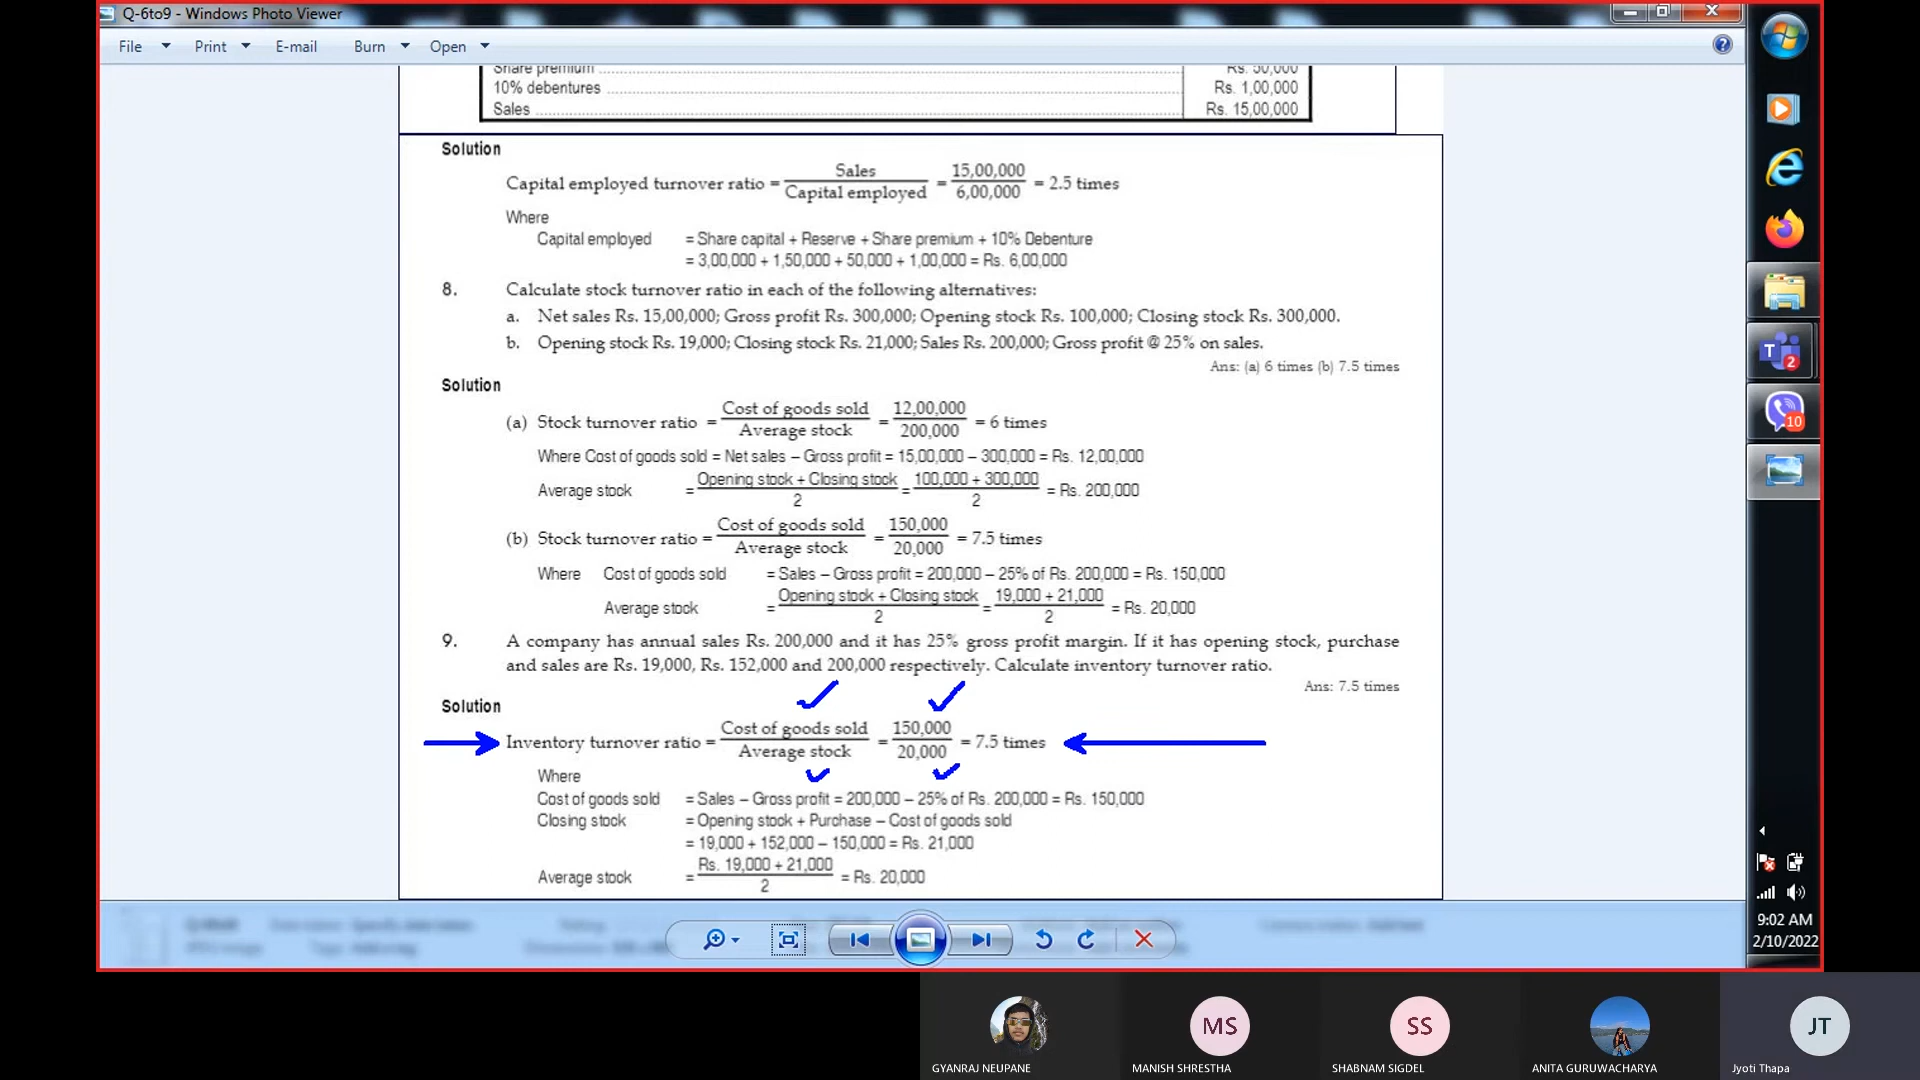 Q-6to9 - Windows Photo Viewer
File Print E-mail Burn Open
Share premium Rs. 50,000
10% debentures Rs. 1,00,000
Sales Rs. 15,00,000
Solution
Capital employed turnover ratio = Sales / Capital employed = 15,00,000 / 6,00,000 = 2.5 times
Where
Capital employed = Share capital + Reserve + Share premium + 10% Debenture
= 3,00,000 + 1,50,000 + 50,000 + 1,00,000 = Rs. 6,00,000
8. Calculate stock turnover ratio in each of the following alternatives:
a. Net sales Rs. 15,00,000; Gross profit Rs. 300,000; Opening stock Rs. 100,000; Closing stock Rs. 300,000.
b. Opening stock Rs. 19,000; Closing stock Rs. 21,000; Sales Rs. 200,000; Gross profit @ 25% on sales.
Ans: (a) 6 times (b) 7.5 times
Solution
(a) Stock turnover ratio = Cost of goods sold / Average stock = 12,00,000 / 200,000 = 6 times
Where Cost of goods sold = Net sales – Gross profit = 15,00,000 – 300,000 = Rs. 12,00,000
Average stock = Opening stock + Closing stock / 2 = 100,000 + 300,000 / 2 = Rs. 200,000
(b) Stock turnover ratio = Cost of goods sold / Average stock = 150,000 / 20,000 = 7.5 times
Where Cost of goods sold = Sales – Gross profit = 200,000 – 25% of Rs. 200,000 = Rs. 150,000
Average stock = Opening stock + Closing stock / 2 = 19,000 + 21,000 / 2 = Rs. 20,000
9. A company has annual sales Rs. 200,000 and it has 25% gross profit margin. If it has opening stock, purchase
and sales are Rs. 19,000, Rs. 152,000 and 200,000 respectively. Calculate inventory turnover ratio.
Ans: 7.5 times
Solution
Inventory turnover ratio = Cost of goods sold / Average stock = 150,000 / 20,000 = 7.5 times
Where
Cost of goods sold = Sales – Gross profit = 200,000 – 25% of Rs. 200,000 = Rs. 150,000
Closing stock = Opening stock + Purchase – Cost of goods sold
= 19,000 + 152,000 – 150,000 = Rs. 21,000
Average stock = Rs. 19,000 + 21,000 / 2 = Rs. 20,000
T 2
10
9:02 AM
2/10/2022
MS SS JT
GYANRAJ NEUPANE MANISH SHRESTHA SHABNAM SIGDEL ANITA GURUWACHARYA Jyoti Thapa